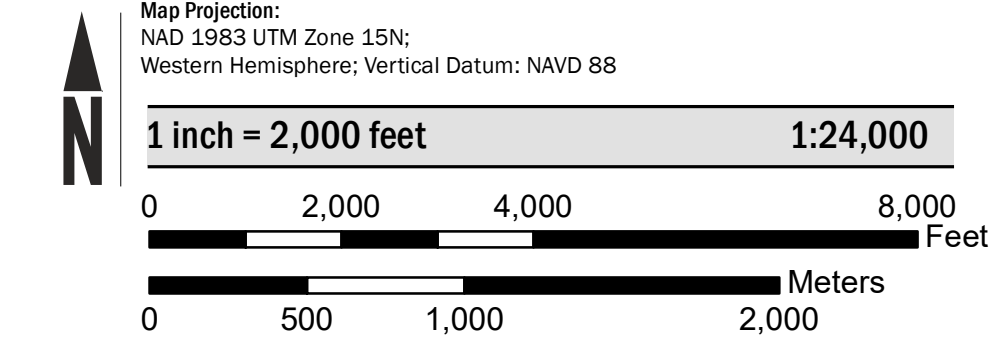 Map Projection:
NAD 1983 UTM Zone 15N;
Western Hemisphere; Vertical Datum: NAVD 88
N
1 inch = 2,000 feet 1:24,000
0 2,000 4,000 8,000
Feet
Meters
0 500 1,000 2,000